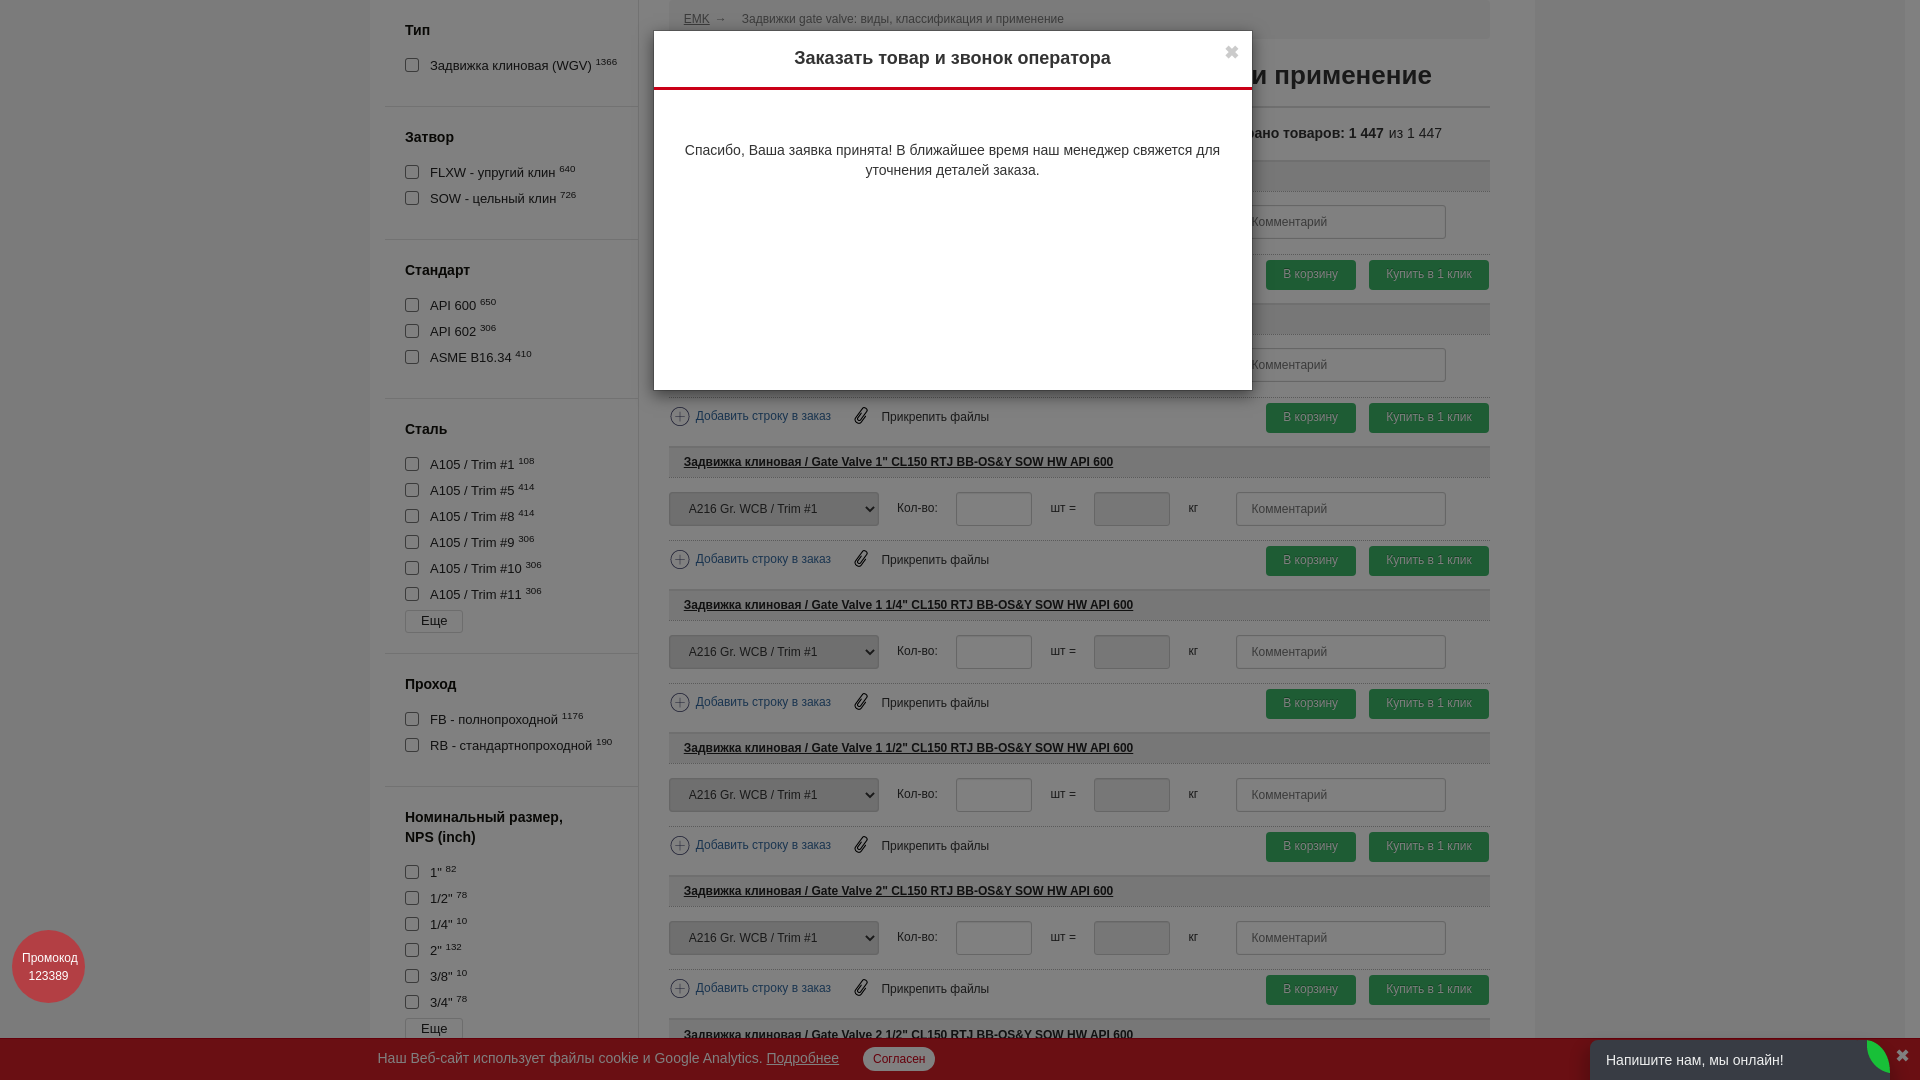 Тип
Задвижка клиновая (WGV) 1366
Затвор
FLXW - упругий клин 640
SOW - цельный клин 726
Стандарт
API 600 650
API 602 306
ASME B16.34 410
Сталь
A105 / Trim #1 108
A105 / Trim #5 414
A105 / Trim #8 414
A105 / Trim #9 306
A105 / Trim #10 306
A105 / Trim #11 306
Еще
Проход
FB - полнопроходной 1176
RB - стандартнопроходной 190
Номинальный размер,
NPS (inch)
1" 82
1/2" 78
1/4" 10
2" 132
3/8" 10
3/4" 78
Еще
EMK → Задвижки gate valve: виды, классификация и применение
и применение
товаров: 1 447 из 1 447
Заказать товар и звонок оператора ✖
Спасибо, Ваша заявка принята! В ближайшее время наш менеджер свяжется для
уточнения деталей заказа.
Комментарий
В корзину Купить в 1 клик
Комментарий
Добавить строку в заказ Прикрепить файлы В корзину Купить в 1 клик
Задвижка клиновая / Gate Valve 1" CL150 RTJ BB-OS&Y SOW HW API 600
A216 Gr. WCB / Trim #1 Кол-во: шт = кг Комментарий
Добавить строку в заказ Прикрепить файлы В корзину Купить в 1 клик
Задвижка клиновая / Gate Valve 1 1/4" CL150 RTJ BB-OS&Y SOW HW API 600
A216 Gr. WCB / Trim #1 Кол-во: шт = кг Комментарий
Добавить строку в заказ Прикрепить файлы В корзину Купить в 1 клик
Задвижка клиновая / Gate Valve 1 1/2" CL150 RTJ BB-OS&Y SOW HW API 600
A216 Gr. WCB / Trim #1 Кол-во: шт = кг Комментарий
Добавить строку в заказ Прикрепить файлы В корзину Купить в 1 клик
Задвижка клиновая / Gate Valve 2" CL150 RTJ BB-OS&Y SOW HW API 600
A216 Gr. WCB / Trim #1 Кол-во: шт = кг Комментарий
Добавить строку в заказ Прикрепить файлы В корзину Купить в 1 клик
Задвижка клиновая / Gate Valve 2 1/2" CL150 RTJ BB-OS&Y SOW HW API 600
Промокод
123389
Наш Веб-сайт использует файлы cookie и Google Analytics. Подробнее Согласен
Напишите нам, мы онлайн! ✖